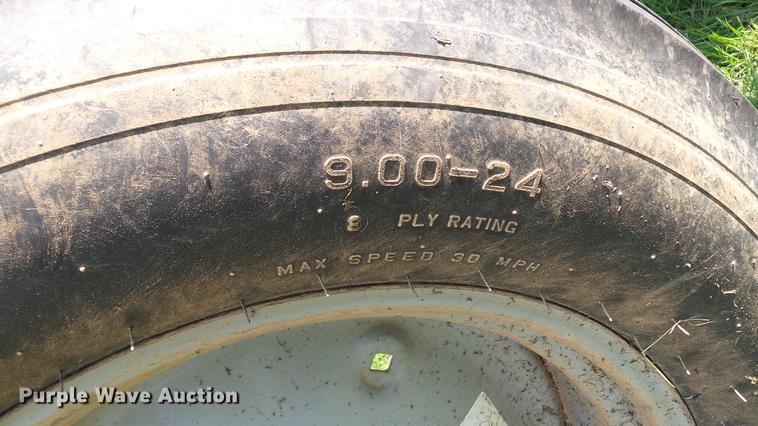 9.00-24
8 PLY RATING
MAX SPEED 30 MPH
Purple Wave Auction